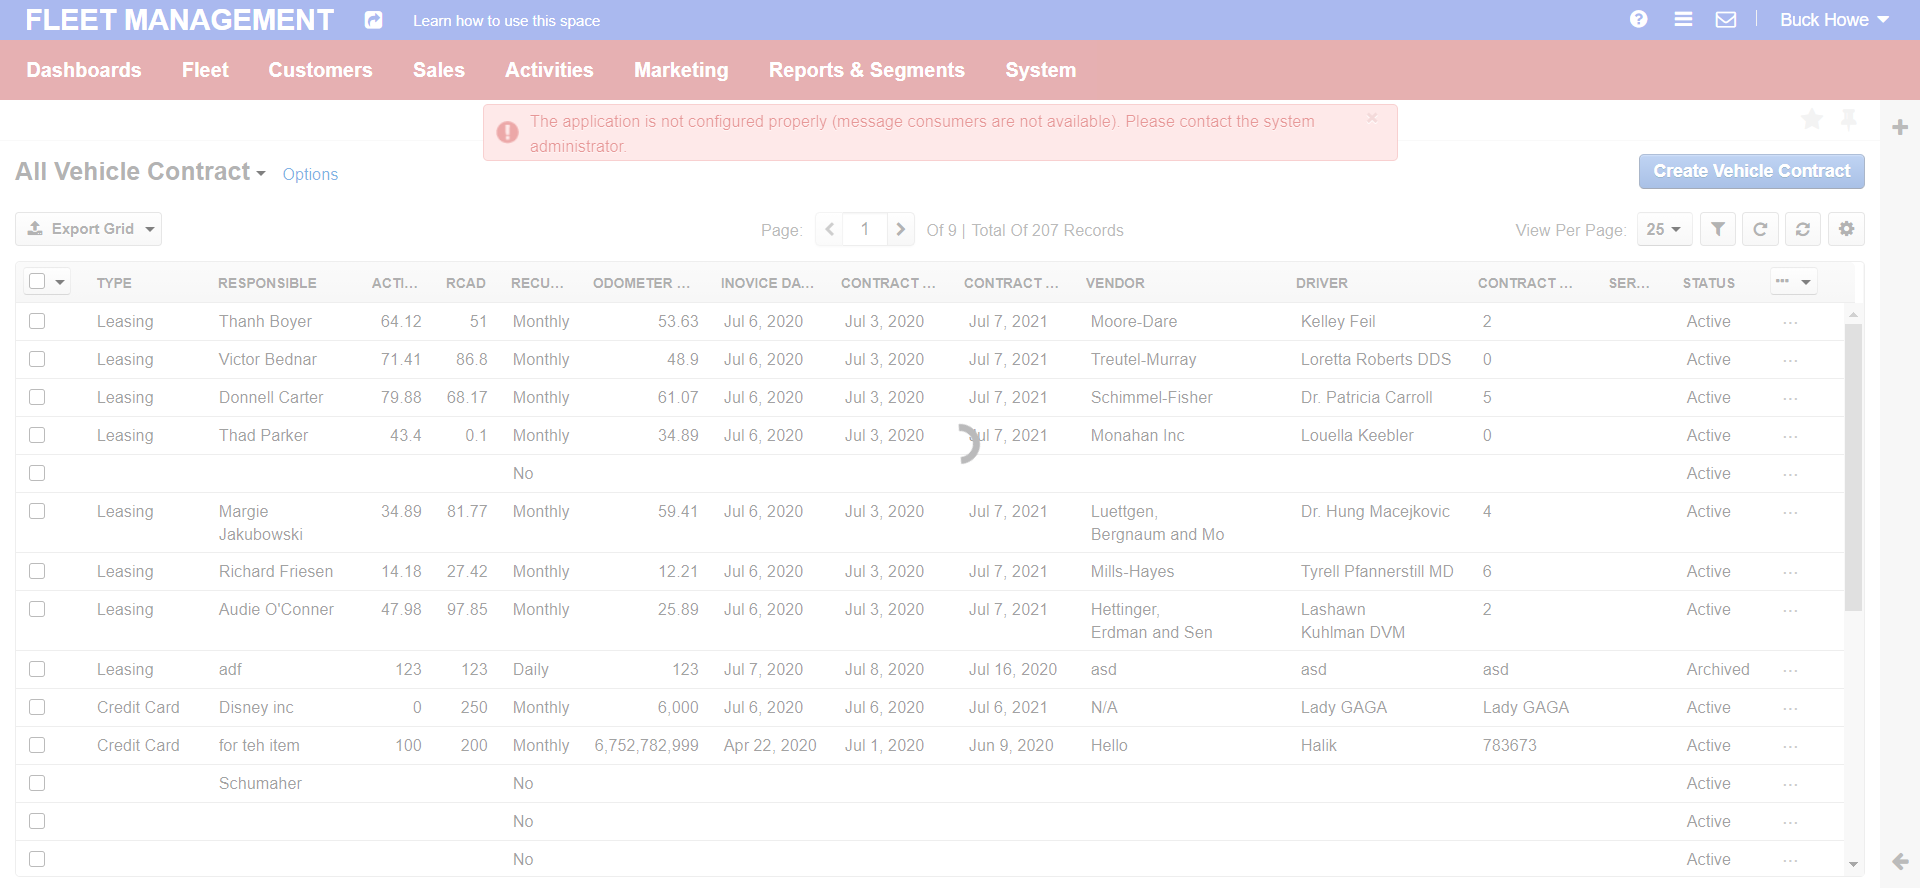 FLEET MANAGEMENT Learn how to use this space Buck Howe
Dashboards Fleet Customers Sales Activities Marketing Reports & Segments System
The application is not configured properly (message consumers are not available). Please contact the system
administrator.
All Vehicle Contract Options Create Vehicle Contract
Export Grid Page: 1 Of 9 | Total Of 207 Records View Per Page: 25
TYPE RESPONSIBLE ACTI... RCAD RECU... ODOMETER ... INOVICE DA... CONTRACT ... CONTRACT ... VENDOR DRIVER CONTRACT ... SER... STATUS
Leasing Thanh Boyer 64.12 51 Monthly 53.63 Jul 6, 2020 Jul 3, 2020 Jul 7, 2021 Moore-Dare Kelley Feil 2 Active ...
Leasing Victor Bednar 71.41 86.8 Monthly 48.9 Jul 6, 2020 Jul 3, 2020 Jul 7, 2021 Treutel-Murray Loretta Roberts DDS 0 Active ...
Leasing Donnell Carter 79.88 68.17 Monthly 61.07 Jul 6, 2020 Jul 3, 2020 Jul 7, 2021 Schimmel-Fisher Dr. Patricia Carroll 5 Active ...
Leasing Thad Parker 43.4 0.1 Monthly 34.89 Jul 6, 2020 Jul 3, 2020 Jul 7, 2021 Monahan Inc Louella Keebler 0 Active ...
No Active ...
Leasing Margie 34.89 81.77 Monthly 59.41 Jul 6, 2020 Jul 3, 2020 Jul 7, 2021 Luettgen, Dr. Hung Macejkovic 4 Active ...
Jakubowski Bergnaum and Mo
Leasing Richard Friesen 14.18 27.42 Monthly 12.21 Jul 6, 2020 Jul 3, 2020 Jul 7, 2021 Mills-Hayes Tyrell Pfannerstill MD 6 Active ...
Leasing Audie O'Conner 47.98 97.85 Monthly 25.89 Jul 6, 2020 Jul 3, 2020 Jul 7, 2021 Hettinger, Lashawn 2 Active ...
Erdman and Sen Kuhlman DVM
Leasing adf 123 123 Daily 123 Jul 7, 2020 Jul 8, 2020 Jul 16, 2020 asd asd asd Archived ...
Credit Card Disney inc 0 250 Monthly 6,000 Jul 6, 2020 Jul 6, 2020 Jul 6, 2021 N/A Lady GAGA Lady GAGA Active ...
Credit Card for teh item 100 200 Monthly 6,752,782,999 Apr 22, 2020 Jul 1, 2020 Jun 9, 2020 Hello Halik 783673 Active ...
Schumaher No Active ...
No Active ...
No Active ...